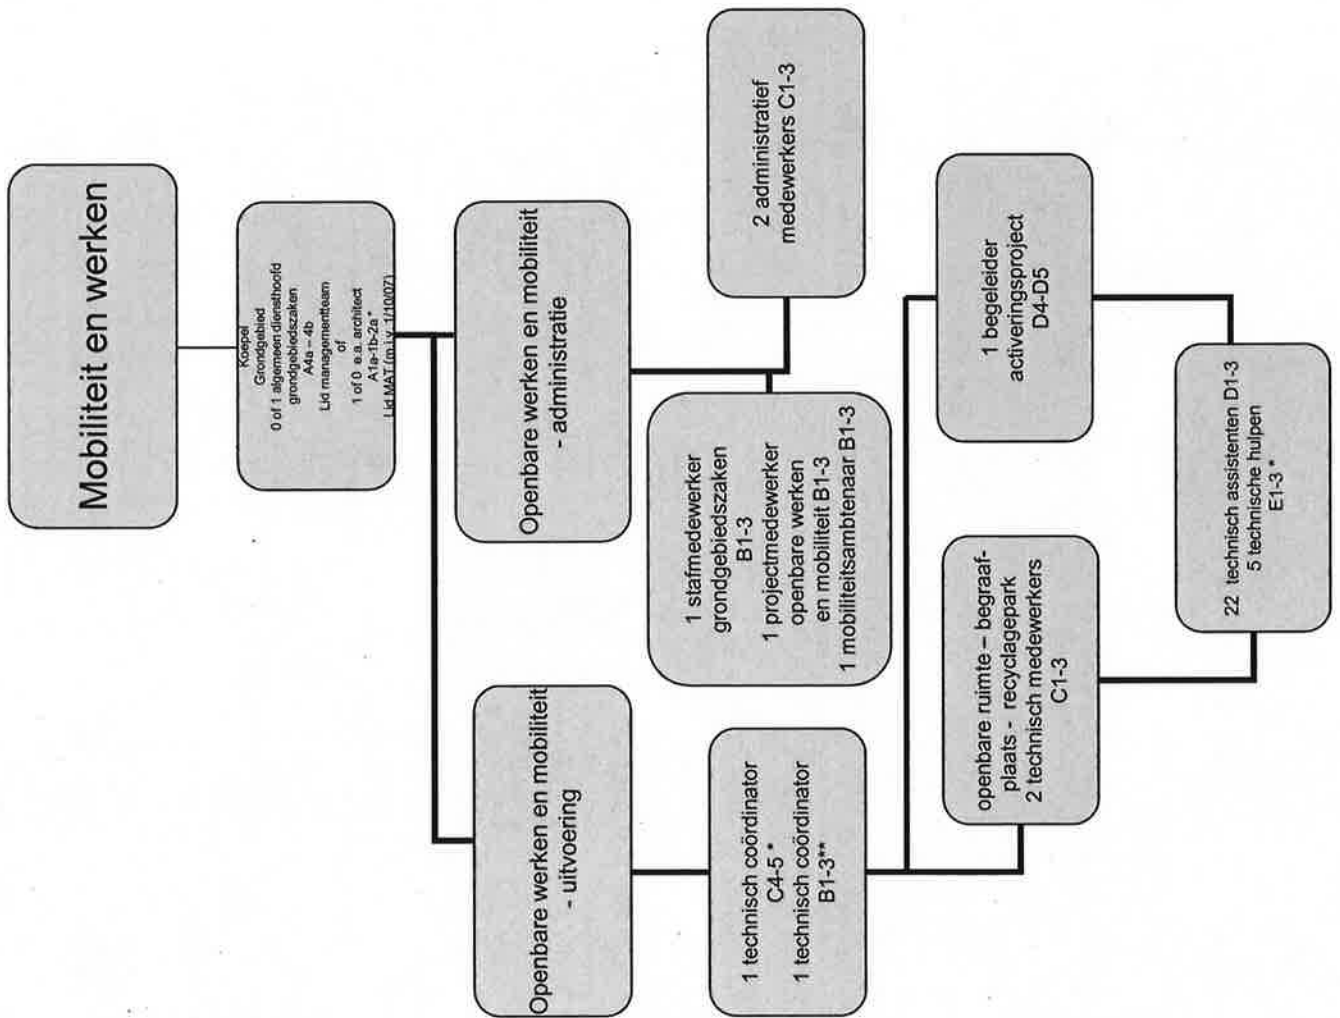 Mobiliteit en werken
Koepel
Grondgebied
0 of 1 algemeen diensthoofd
grondgebiedszaken
A4a – 4b
Lid managementteam
of
1 of 0 e.a. architect
A1a-1b-2a*
Lid MAT (m.i.v. 1/10/07)
Openbare werken en mobiliteit
- uitvoering
Openbare werken en mobiliteit
- administratie
1 technisch coördinator
C4-5 *
1 technisch coördinator
B1-3**
1 stafmedewerker
grondgebiedszaken
B1-3
1 projectmedewerker
openbare werken
en mobiliteit B1-3
1 mobiliteitsambtenaar B1-3
2 administratief
medewerkers C1-3
openbare ruimte – begraaf-
plaats - recyclagepark
2 technisch medewerkers
C1-3
1 begeleider
activeringsproject
D4-D5
22 technisch assistenten D1-3
5 technische hulpen
E1-3 *